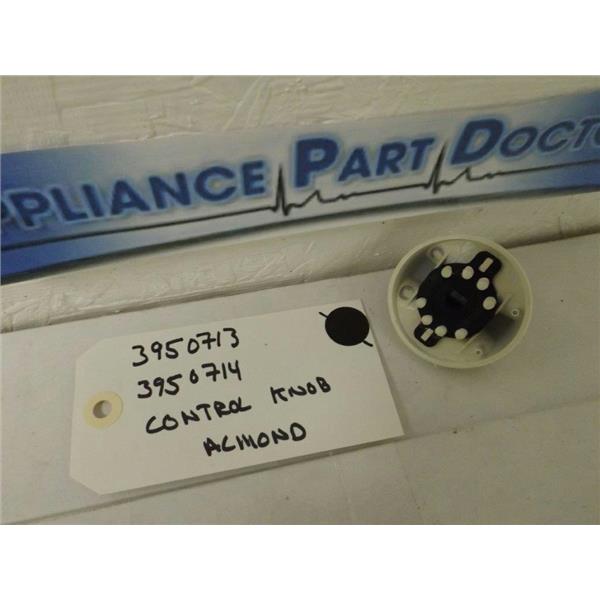 PPLIANCE PART DOCTO
3950713
3950714
CONTROL KNOB
ALMOND